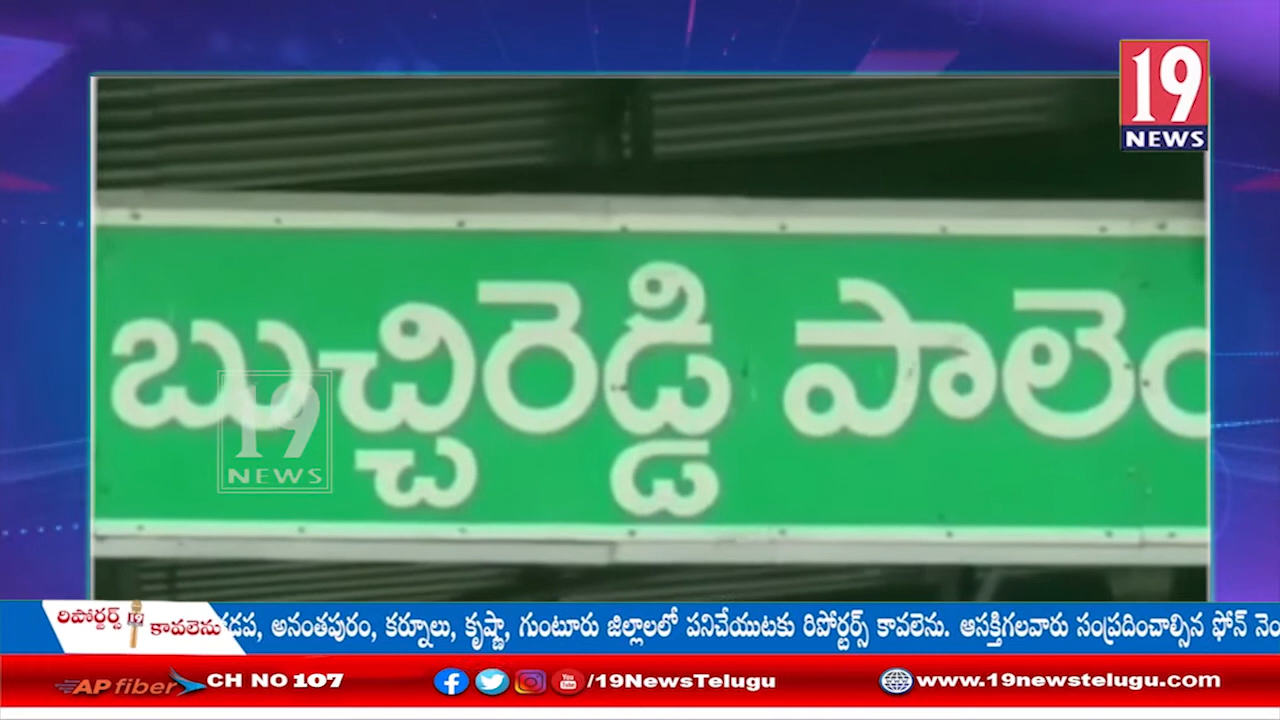 19
NEWS
బుచ్చిరెడ్డి పాలెం
19
NEWS
రిపోర్టర్స్ కావలెను
కడప, అనంతపురం, కర్నూలు, కృష్ణా, గుంటూరు జిల్లాలలో పనిచేయుటకు రిపోర్టర్స్ కావలెను. ఆసక్తిగలవారు సంప్రదించాల్సిన ఫోన్
AP fiber CH NO 107 /19NewsTelugu www.19newstelugu.com